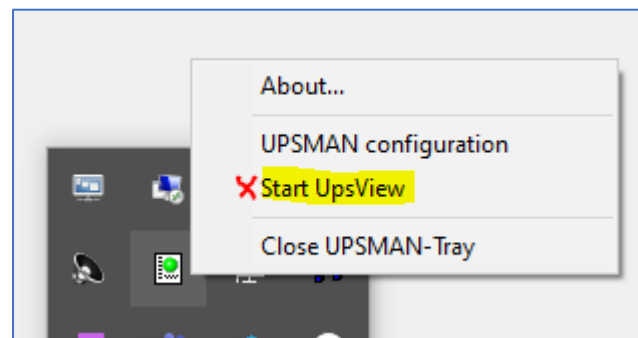 About...
UPSMAN configuration
Start UpsView
Close UPSMAN-Tray